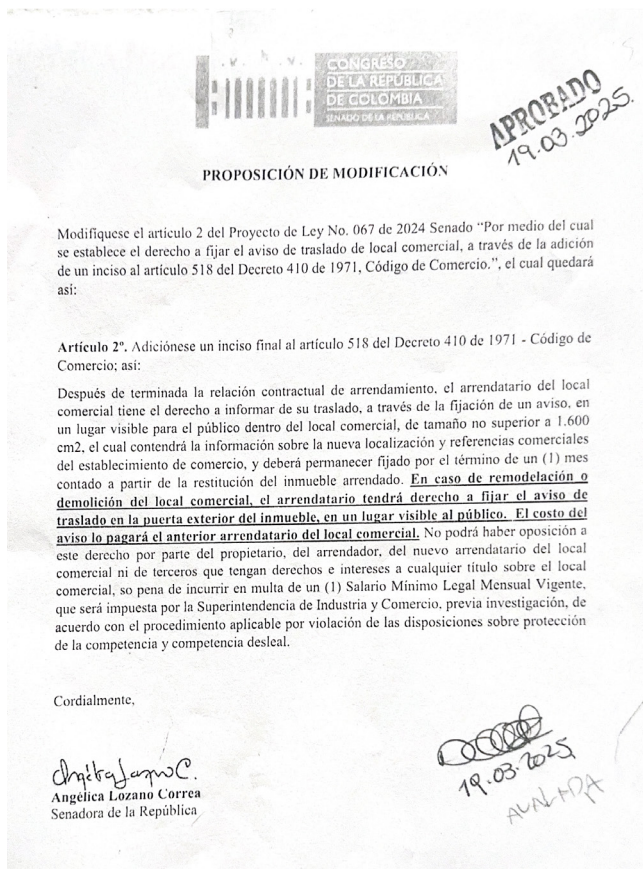 CONGRESO
DE LA REPÚBLICA
DE COLOMBIA
SENADO DE LA REPÚBLICA
APROBADO
19.03.2025.
PROPOSICIÓN DE MODIFICACIÓN
Modifíquese el artículo 2 del Proyecto de Ley No. 067 de 2024 Senado “Por medio del cual
se establece el derecho a fijar el aviso de traslado de local comercial, a través de la adición
de un inciso al artículo 518 del Decreto 410 de 1971, Código de Comercio.”, el cual quedará
así:
Artículo 2º. Adiciónese un inciso final al artículo 518 del Decreto 410 de 1971 - Código de
Comercio; así:
Después de terminada la relación contractual de arrendamiento, el arrendatario del local
comercial tiene el derecho a informar de su traslado, a través de la fijación de un aviso, en
un lugar visible para el público dentro del local comercial, de tamaño no superior a 1.600
cm2, el cual contendrá la información sobre la nueva localización y referencias comerciales
del establecimiento de comercio, y deberá permanecer fijado por el término de un (1) mes
contado a partir de la restitución del inmueble arrendado. En caso de remodelación o
demolición del local comercial, el arrendatario tendrá derecho a fijar el aviso de
traslado en la puerta exterior del inmueble, en un lugar visible al público. El costo del
aviso lo pagará el anterior arrendatario del local comercial. No podrá haber oposición a
este derecho por parte del propietario, del arrendador, del nuevo arrendatario del local
comercial ni de terceros que tengan derechos e intereses a cualquier título sobre el local
comercial, so pena de incurrir en multa de un (1) Salario Mínimo Legal Mensual Vigente,
que será impuesta por la Superintendencia de Industria y Comercio, previa investigación, de
acuerdo con el procedimiento aplicable por violación de las disposiciones sobre protección
de la competencia y competencia desleal.
Cordialmente,
Angélica Lozano C.
Angélica Lozano Correa
Senadora de la República
19.03.2025
AVALADA